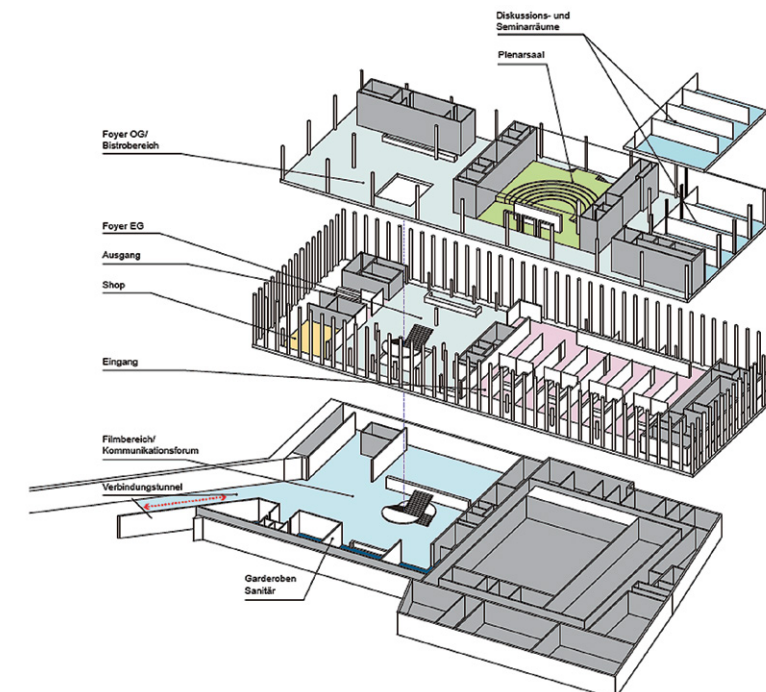 Diskussions- und
Seminarräume
Plenarsaal
Foyer OG/
Bistrobereich
Foyer EG
Ausgang
Shop
Eingang
Filmbereich/
Kommunikationsforum
Verbindungstunnel
Garderoben
Sanitär